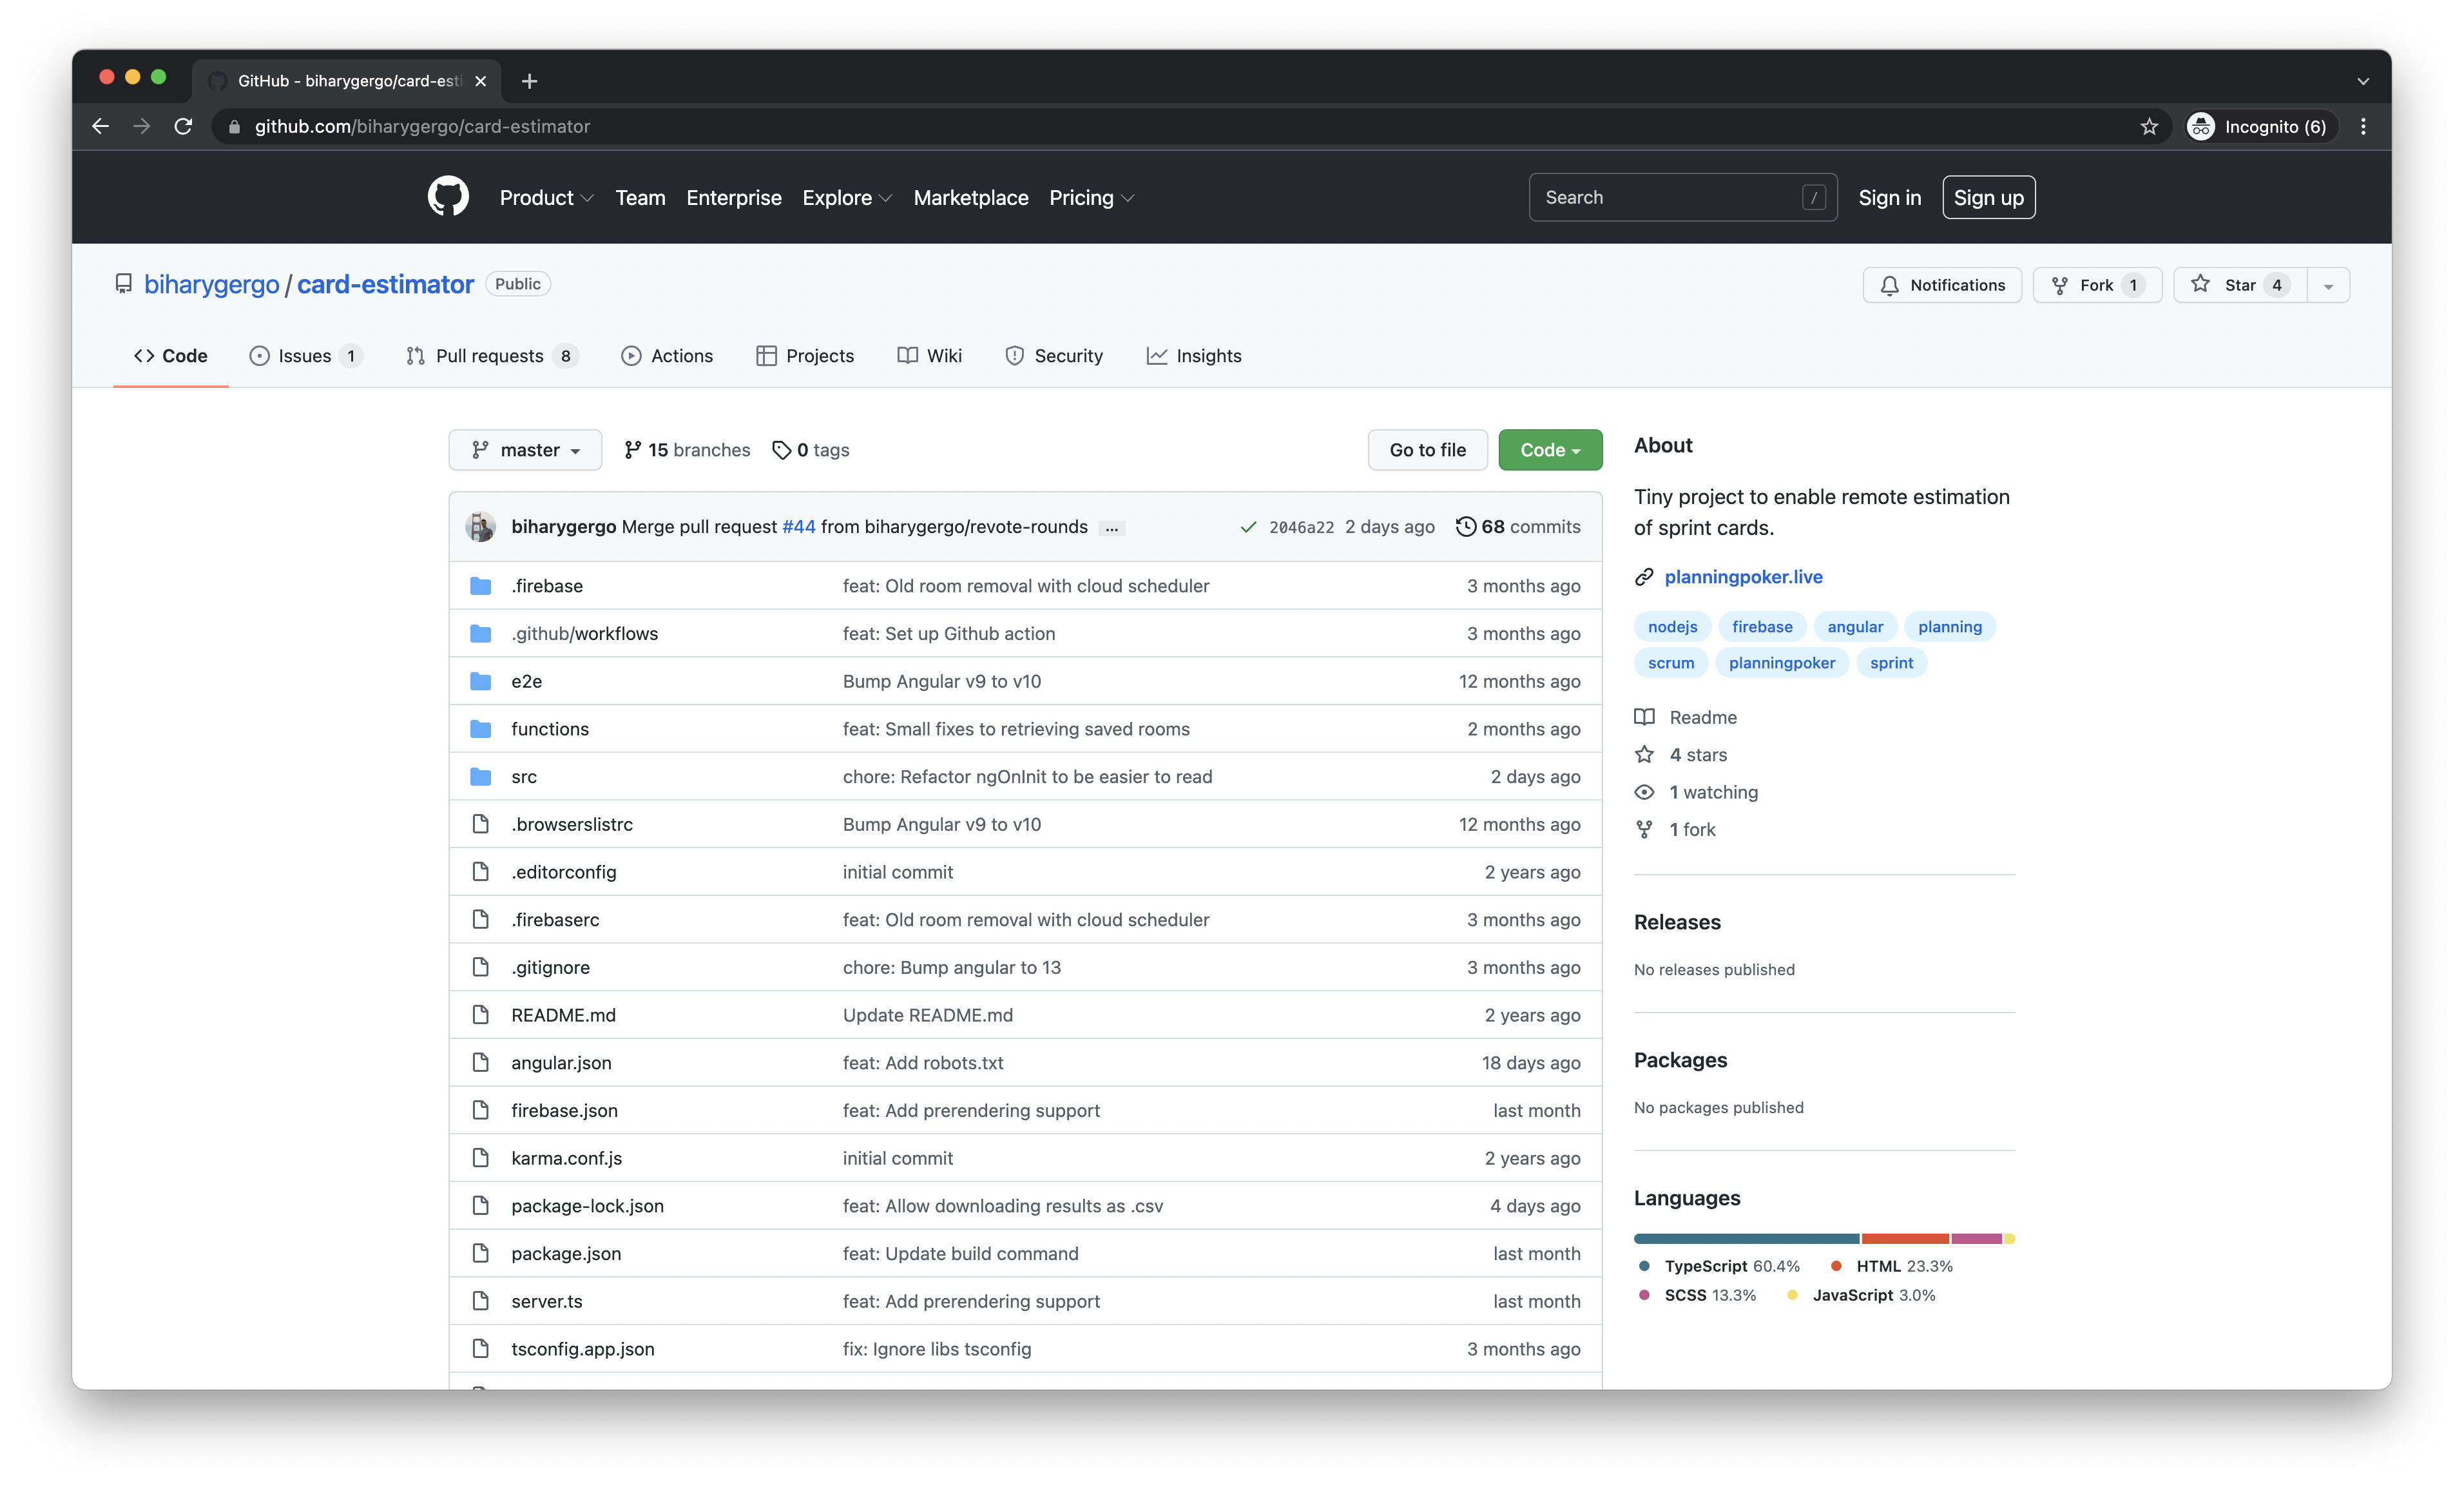 GitHub - biharygergo/card-esti
github.com/biharygergo/card-estimator
Incognito (6)
Product Team Enterprise Explore Marketplace Pricing
Search /
Sign in Sign up
biharygergo / card-estimator Public
Notifications Fork 1 Star 4
Code Issues 1 Pull requests 8 Actions Projects Wiki Security Insights
master 15 branches 0 tags
Go to file Code
biharygergo Merge pull request #44 from biharygergo/revote-rounds ... 2046a22 2 days ago 68 commits
.firebase feat: Old room removal with cloud scheduler 3 months ago
.github/workflows feat: Set up Github action 3 months ago
e2e Bump Angular v9 to v10 12 months ago
functions feat: Small fixes to retrieving saved rooms 2 months ago
src chore: Refactor ngOnInit to be easier to read 2 days ago
.browserslistrc Bump Angular v9 to v10 12 months ago
.editorconfig initial commit 2 years ago
.firebaserc feat: Old room removal with cloud scheduler 3 months ago
.gitignore chore: Bump angular to 13 3 months ago
README.md Update README.md 2 years ago
angular.json feat: Add robots.txt 18 days ago
firebase.json feat: Add prerendering support last month
karma.conf.js initial commit 2 years ago
package-lock.json feat: Allow downloading results as .csv 4 days ago
package.json feat: Update build command last month
server.ts feat: Add prerendering support last month
tsconfig.app.json fix: Ignore libs tsconfig 3 months ago
About
Tiny project to enable remote estimation
of sprint cards.
planningpoker.live
nodejs firebase angular planning
scrum planningpoker sprint
Readme
4 stars
1 watching
1 fork
Releases
No releases published
Packages
No packages published
Languages
TypeScript 60.4% HTML 23.3%
SCSS 13.3% JavaScript 3.0%